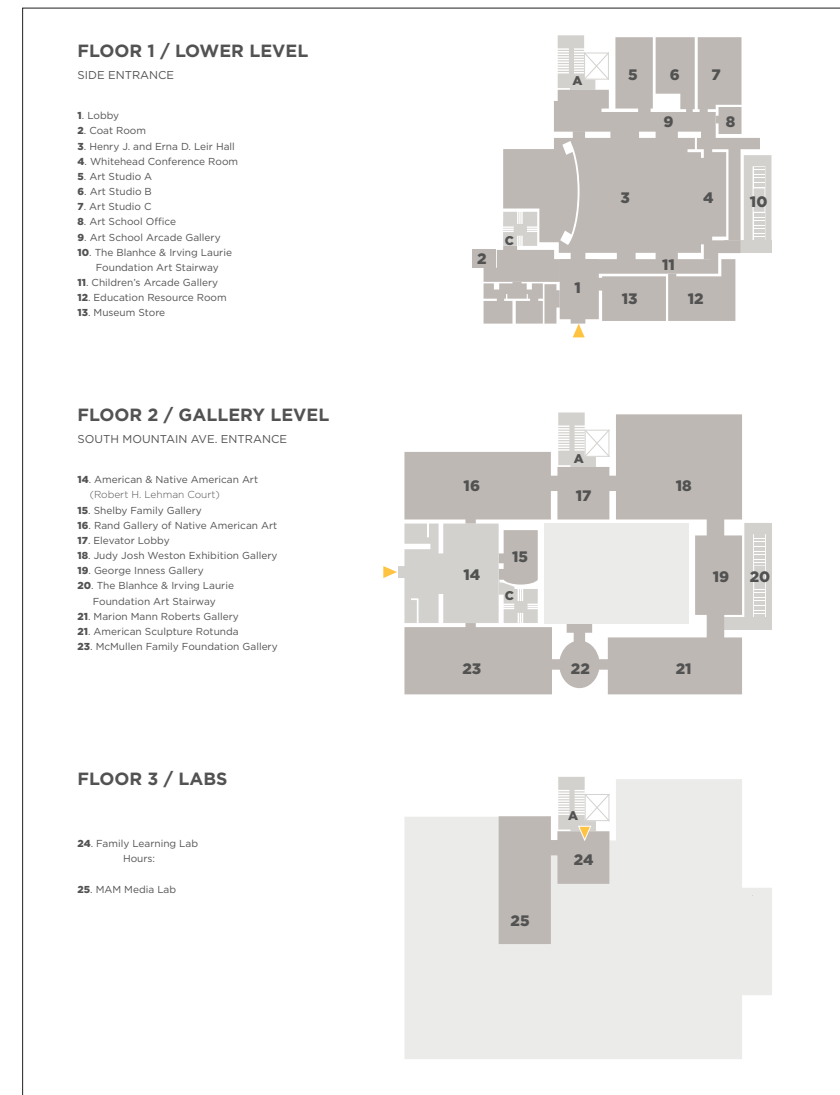 FLOOR 1 / LOWER LEVEL
SIDE ENTRANCE
1. Lobby
2. Coat Room
3. Henry J. and Erna D. Leir Hall
4. Whitehead Conference Room
5. Art Studio A
6. Art Studio B
7. Art Studio C
8. Art School Office
9. Art School Arcade Gallery
10. The Blanhce & Irving Laurie
Foundation Art Stairway
11. Children's Arcade Gallery
12. Education Resource Room
13. Museum Store
A
5
6
7
9
8
3
4
10
C
2
11
1
13
12
FLOOR 2 / GALLERY LEVEL
SOUTH MOUNTAIN AVE. ENTRANCE
14. American & Native American Art
(Robert H. Lehman Court)
15. Shelby Family Gallery
16. Rand Gallery of Native American Art
17. Elevator Lobby
18. Judy Josh Weston Exhibition Gallery
19. George Inness Gallery
20. The Blanhce & Irving Laurie
Foundation Art Stairway
21. Marion Mann Roberts Gallery
21. American Sculpture Rotunda
23. McMullen Family Foundation Gallery
A
16
17
18
15
14
19
20
C
23
22
21
FLOOR 3 / LABS
24. Family Learning Lab
Hours:
25. MAM Media Lab
A
24
25